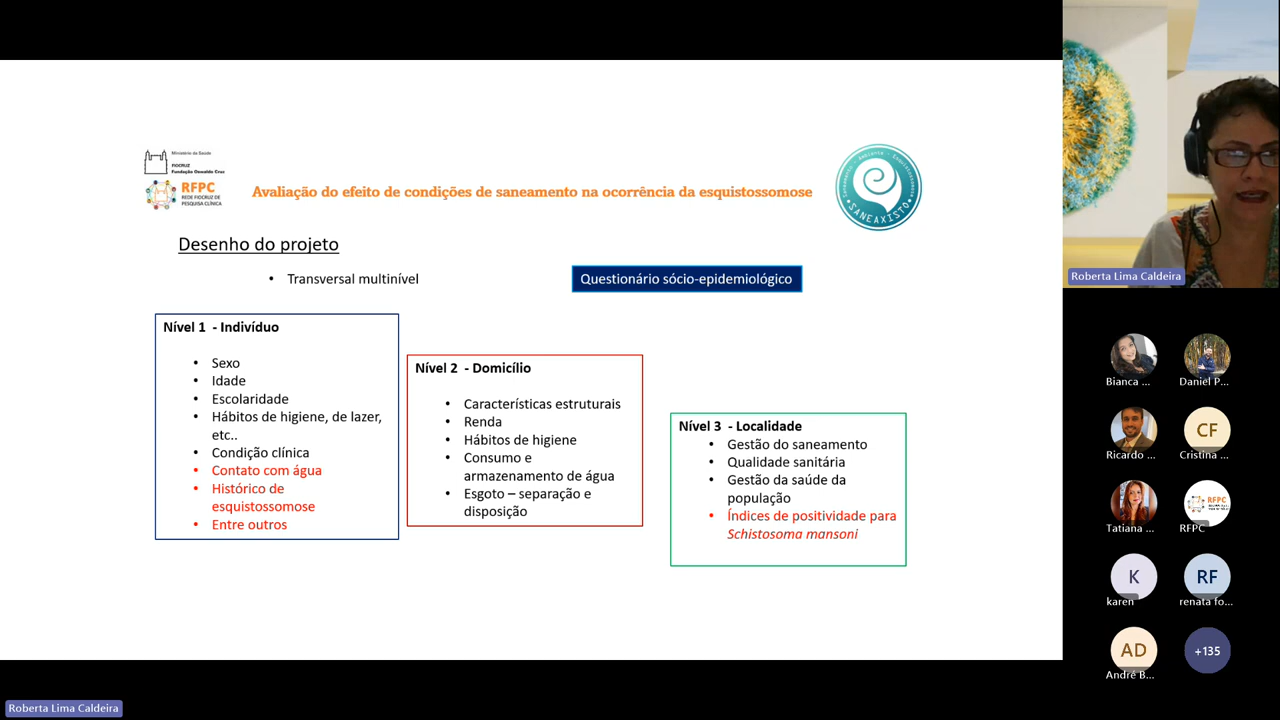 Ministério da Saúde
FIOCRUZ
Fundação Oswaldo Cruz
RFPC
REDE FIOCRUZ DE
PESQUISA CLÍNICA
Avaliação do efeito de condições de saneamento na ocorrência da esquistossomose
SANEAXISTO
Desenho do projeto
• Transversal multinível
Questionário sócio-epidemiológico
Nível 1 - Indivíduo
• Sexo
• Idade
• Escolaridade
• Hábitos de higiene, de lazer,
etc..
• Condição clínica
• Contato com água
• Histórico de
esquistossomose
• Entre outros
Nível 2 - Domicílio
• Características estruturais
• Renda
• Hábitos de higiene
• Consumo e
armazenamento de água
• Esgoto – separação e
disposição
Nível 3 - Localidade
• Gestão do saneamento
• Qualidade sanitária
• Gestão da saúde da
população
• Índices de positividade para
Schistosoma mansoni
Roberta Lima Caldeira
Bianca ...
Daniel P...
Ricardo ...
CF
Cristina ...
Tatiana ...
RFPC
RFPC
K
karen
RF
renata fo...
AD
André B...
+135
Roberta Lima Caldeira